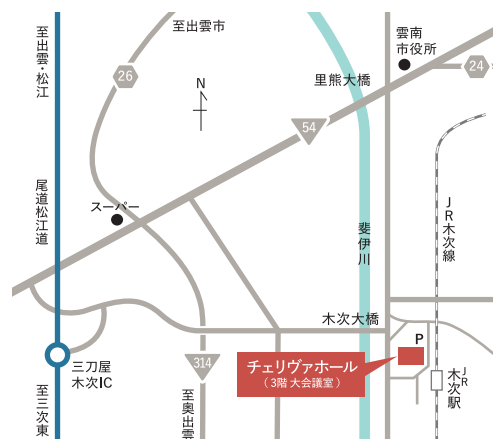 至出雲・松江
至出雲市
26
N
雲南
市役所
24
里熊大橋
54
尾道松江道
スーパー
斐伊川
JR木次線
木次大橋
P
三刀屋
木次IC
314
チェリヴァホール
（3階 大会議室）
JR
木次駅
至三次東
至奥出雲